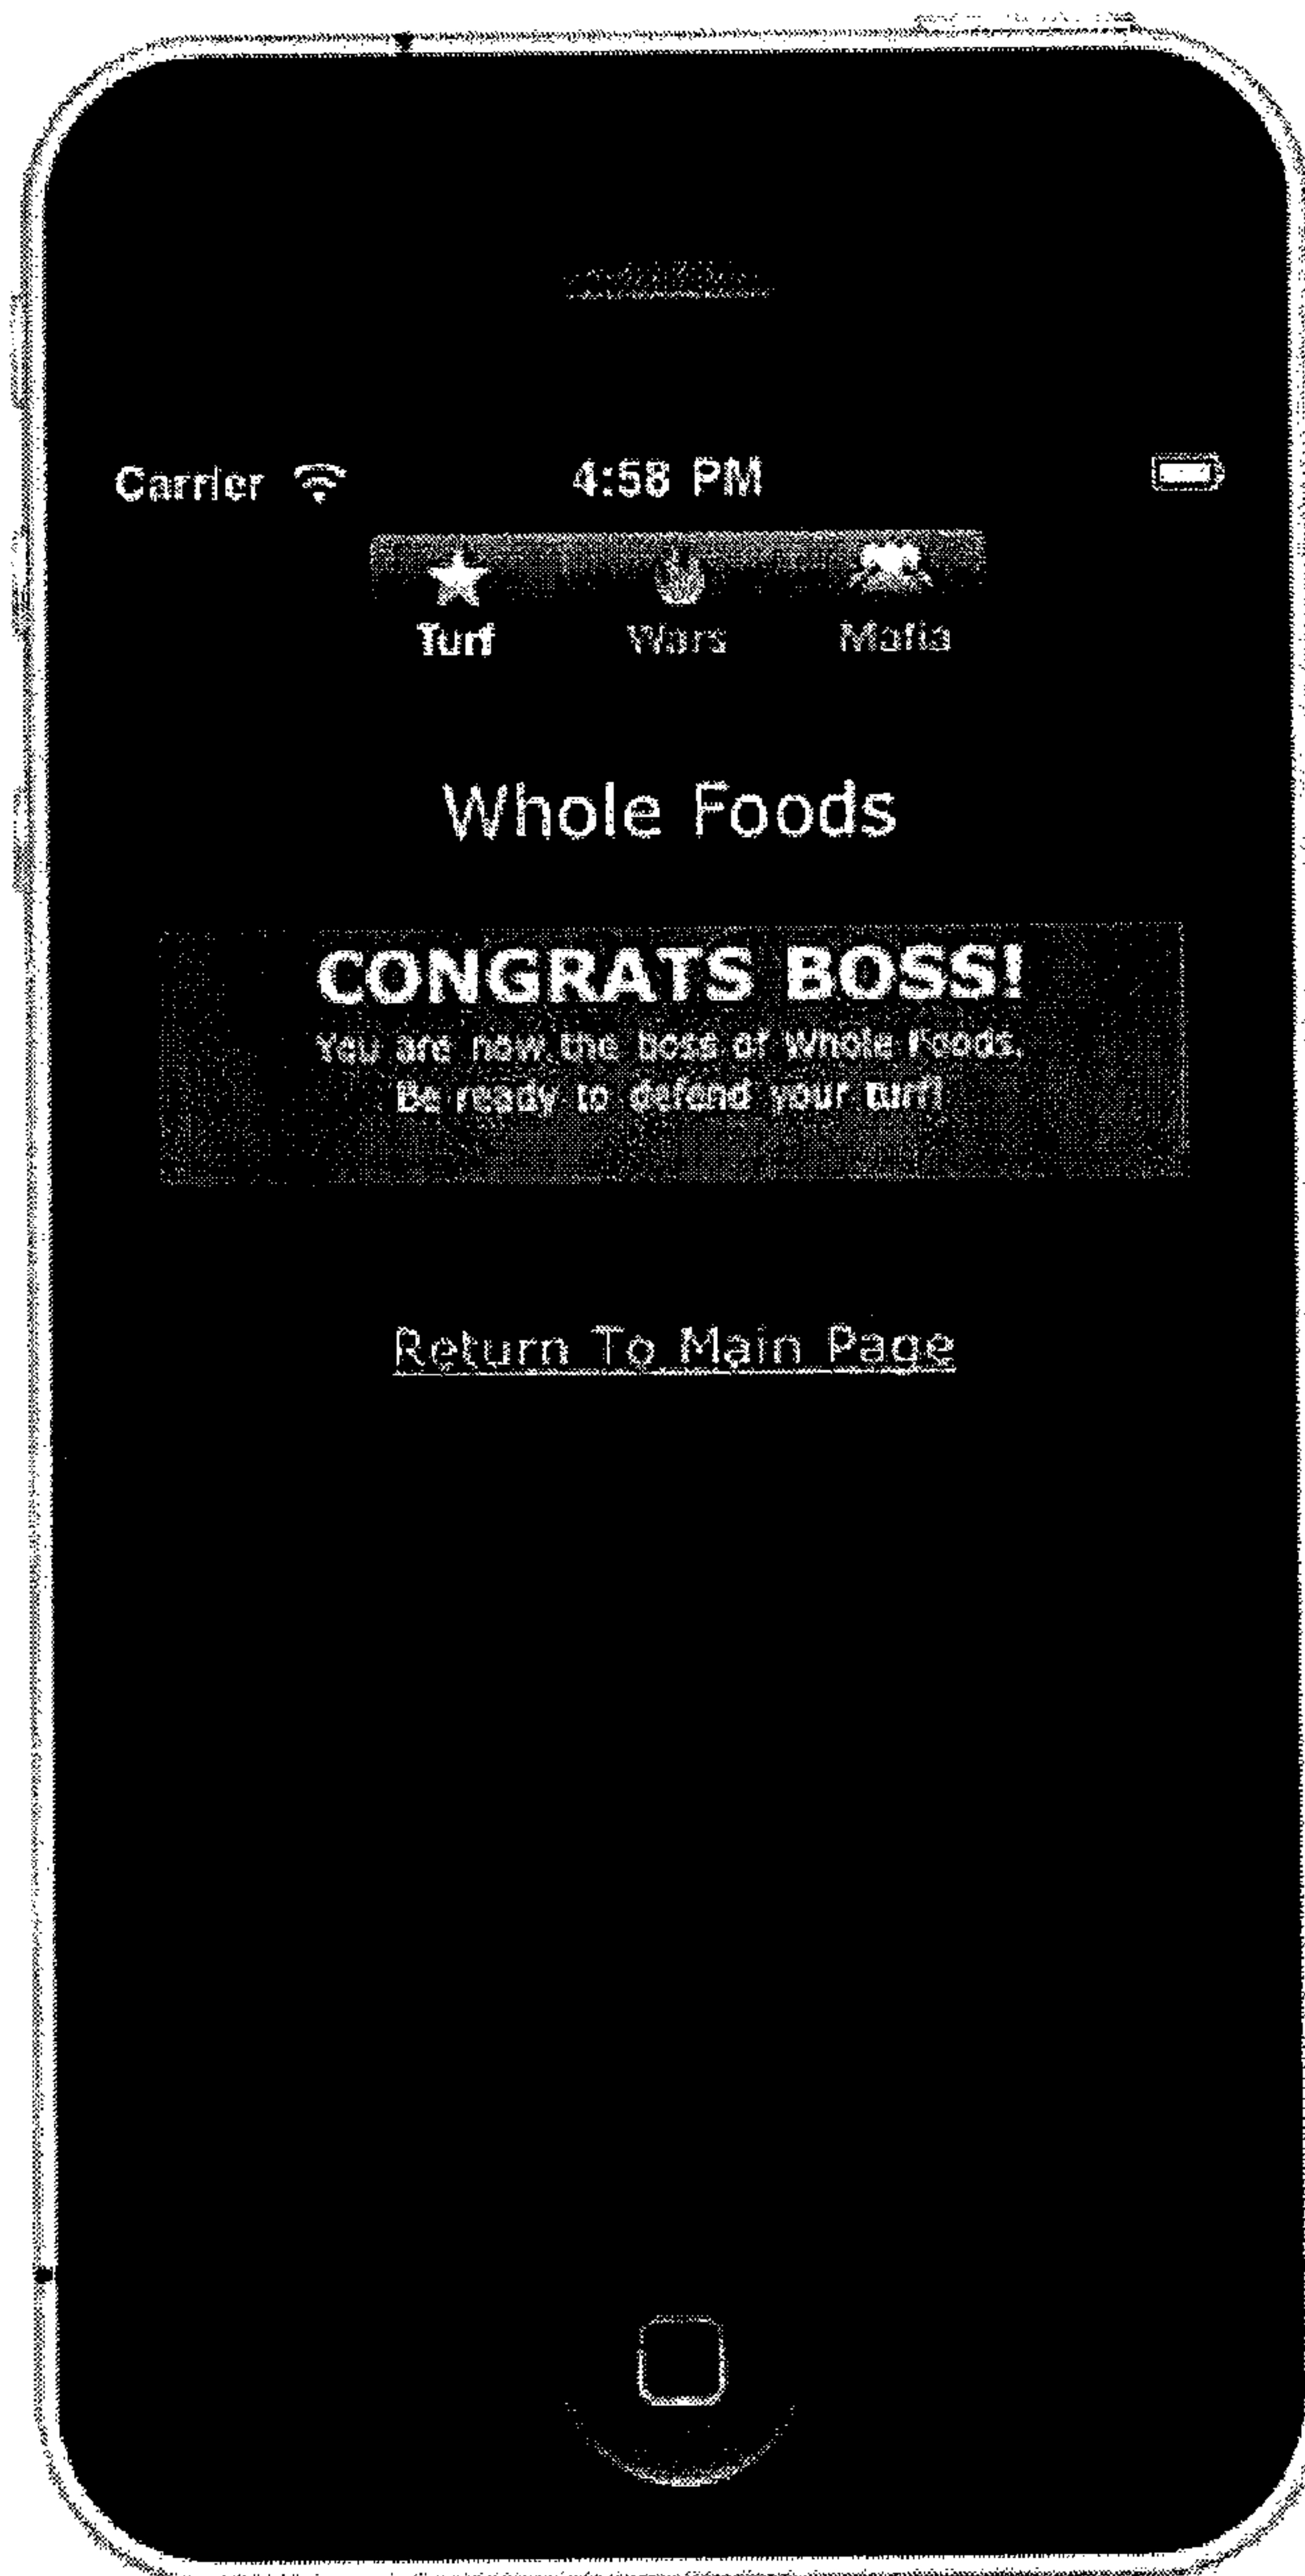 Carrier 4:58 PM
Turf Wars Mafia
Whole Foods
CONGRATS BOSS!
You are now the boss of Whole Foods.
Be ready to defend your turf!
Return To Main Page